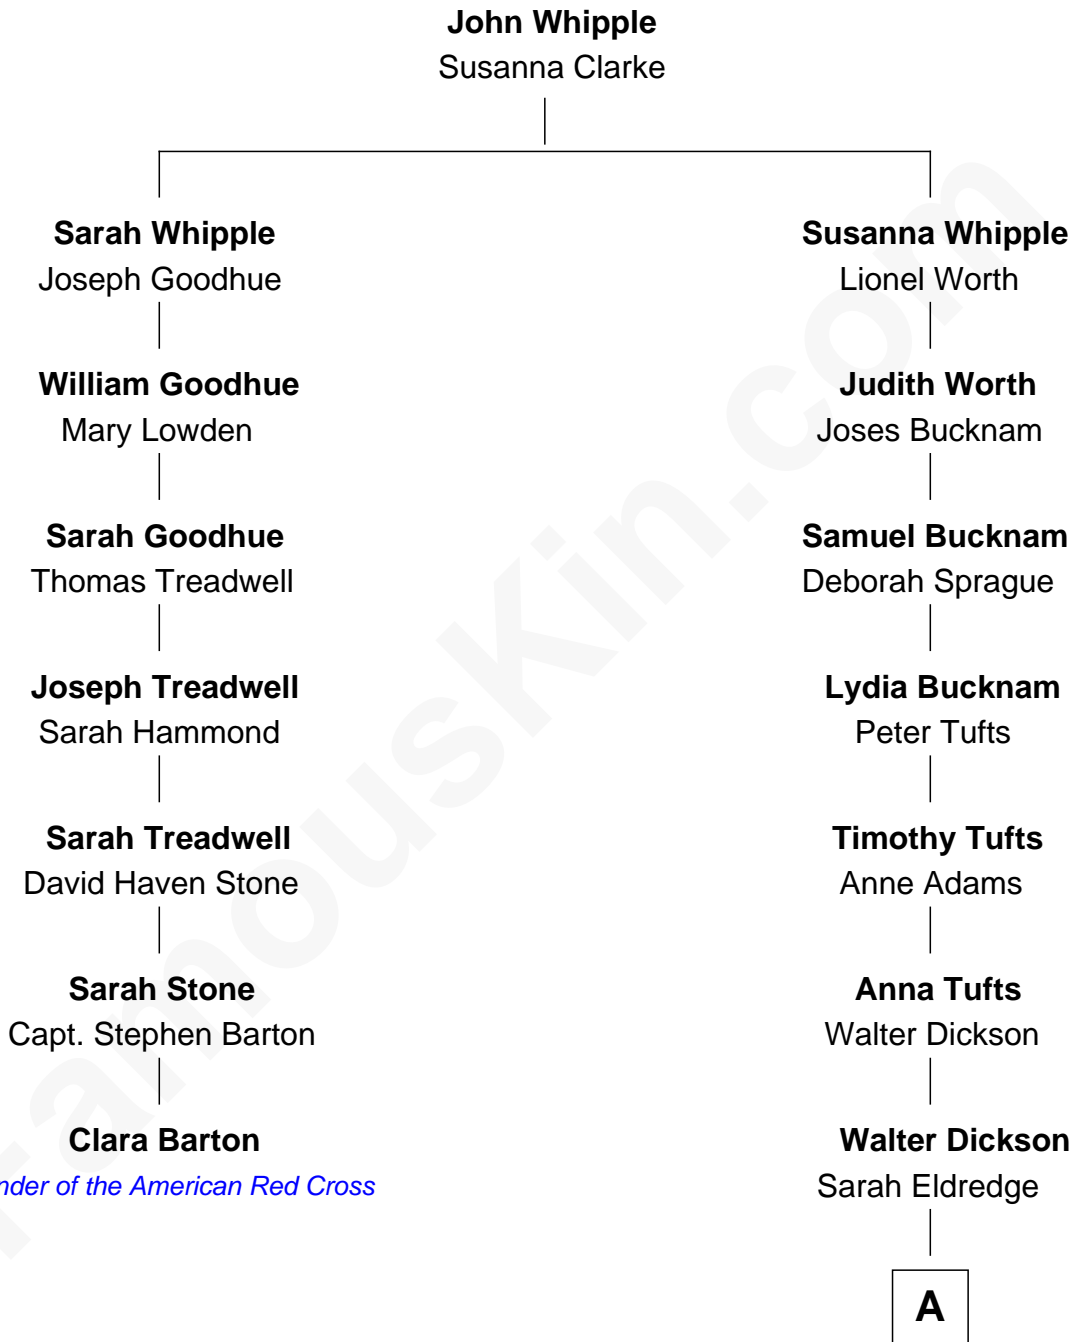 John Whipple
Susanna Clarke
Sarah Whipple
Joseph Goodhue
William Goodhue
Mary Lowden
Sarah Goodhue
Thomas Treadwell
Joseph Treadwell
Sarah Hammond
Sarah Treadwell
David Haven Stone
Sarah Stone
Capt. Stephen Barton
Clara Barton
nder of the American Red Cross
Susanna Whipple
Lionel Worth
Judith Worth
Joses Bucknam
Samuel Bucknam
Deborah Sprague
Lydia Bucknam
Peter Tufts
Timothy Tufts
Anne Adams
Anna Tufts
Walter Dickson
Walter Dickson
Sarah Eldredge
A
FamousKin.com